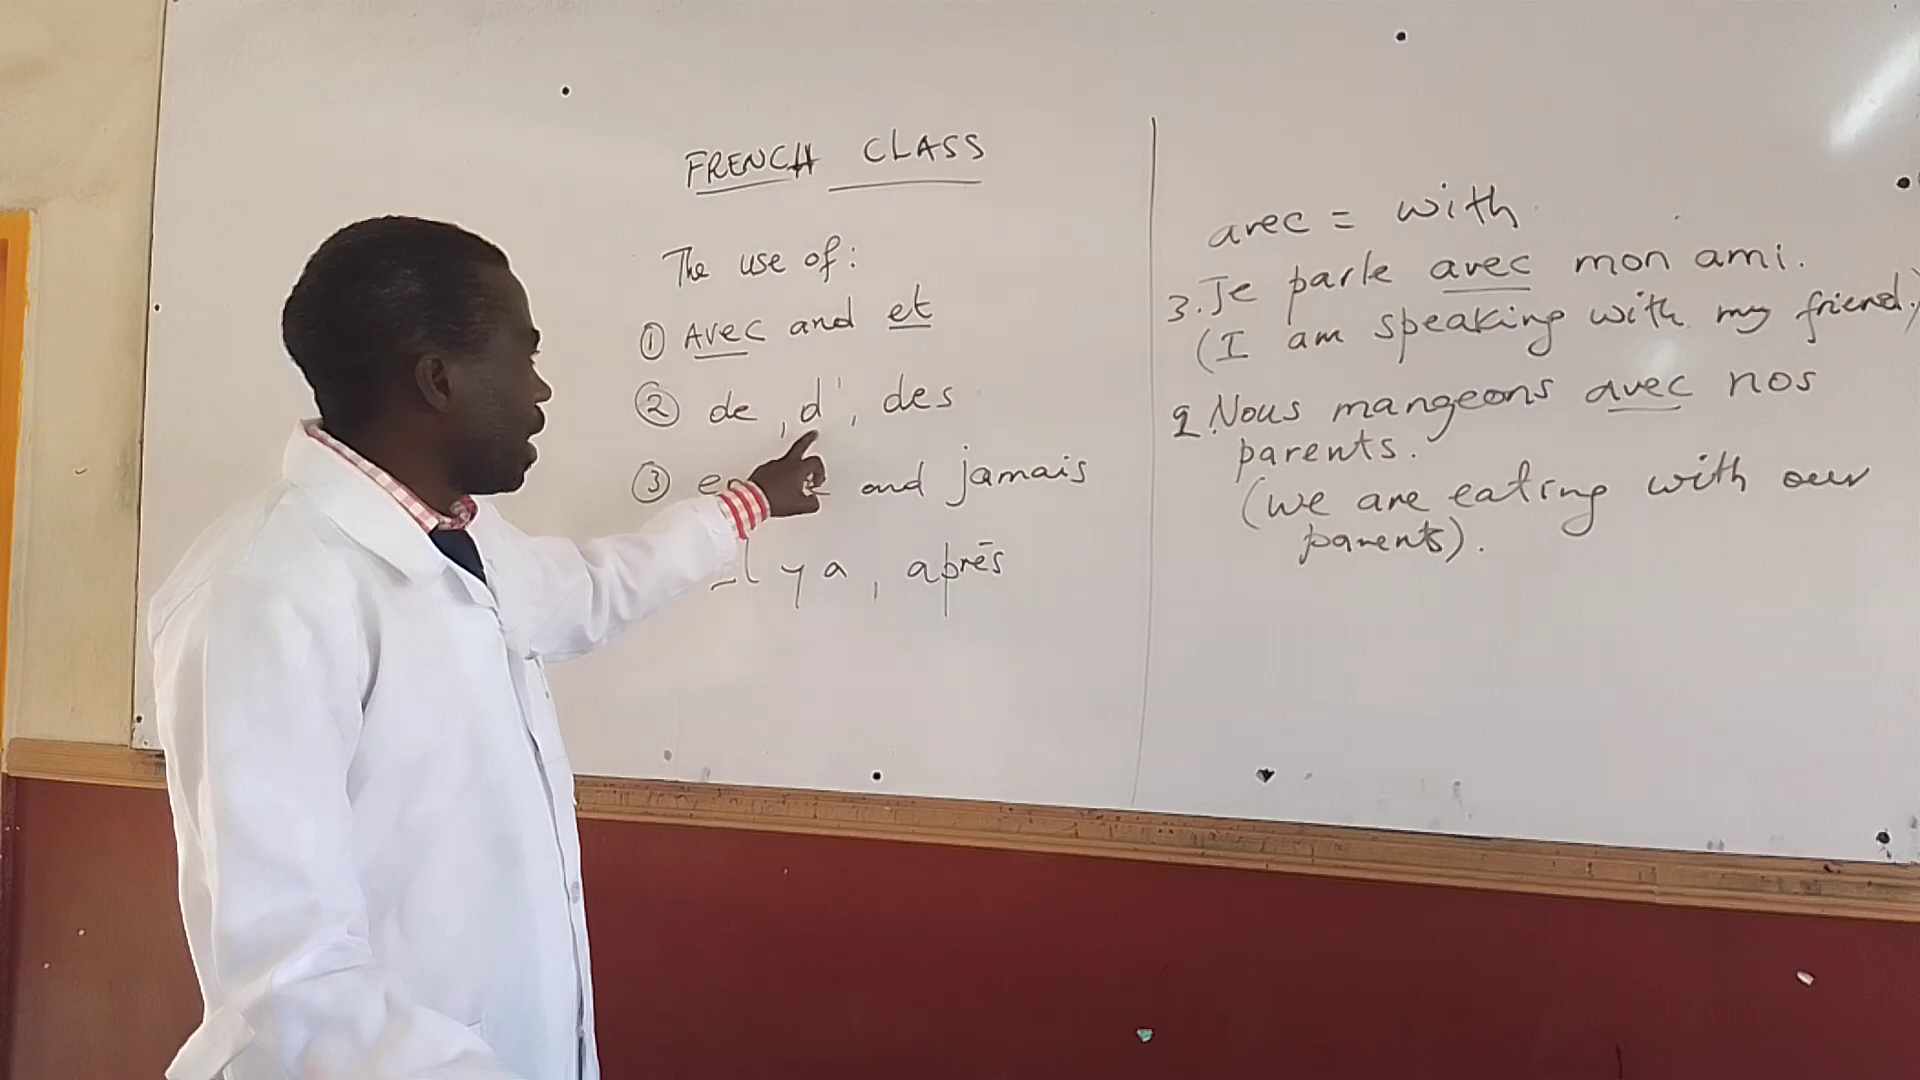 FRENCH CLASS
The use of:
① Avec and et
② de, d', des
③ and jamais
Il y a, après
avec = with
3. Je parle avec mon ami.
(I am speaking with my friend.)
2. Nous mangeons avec nos
parents.
(we are eating with our
parents).